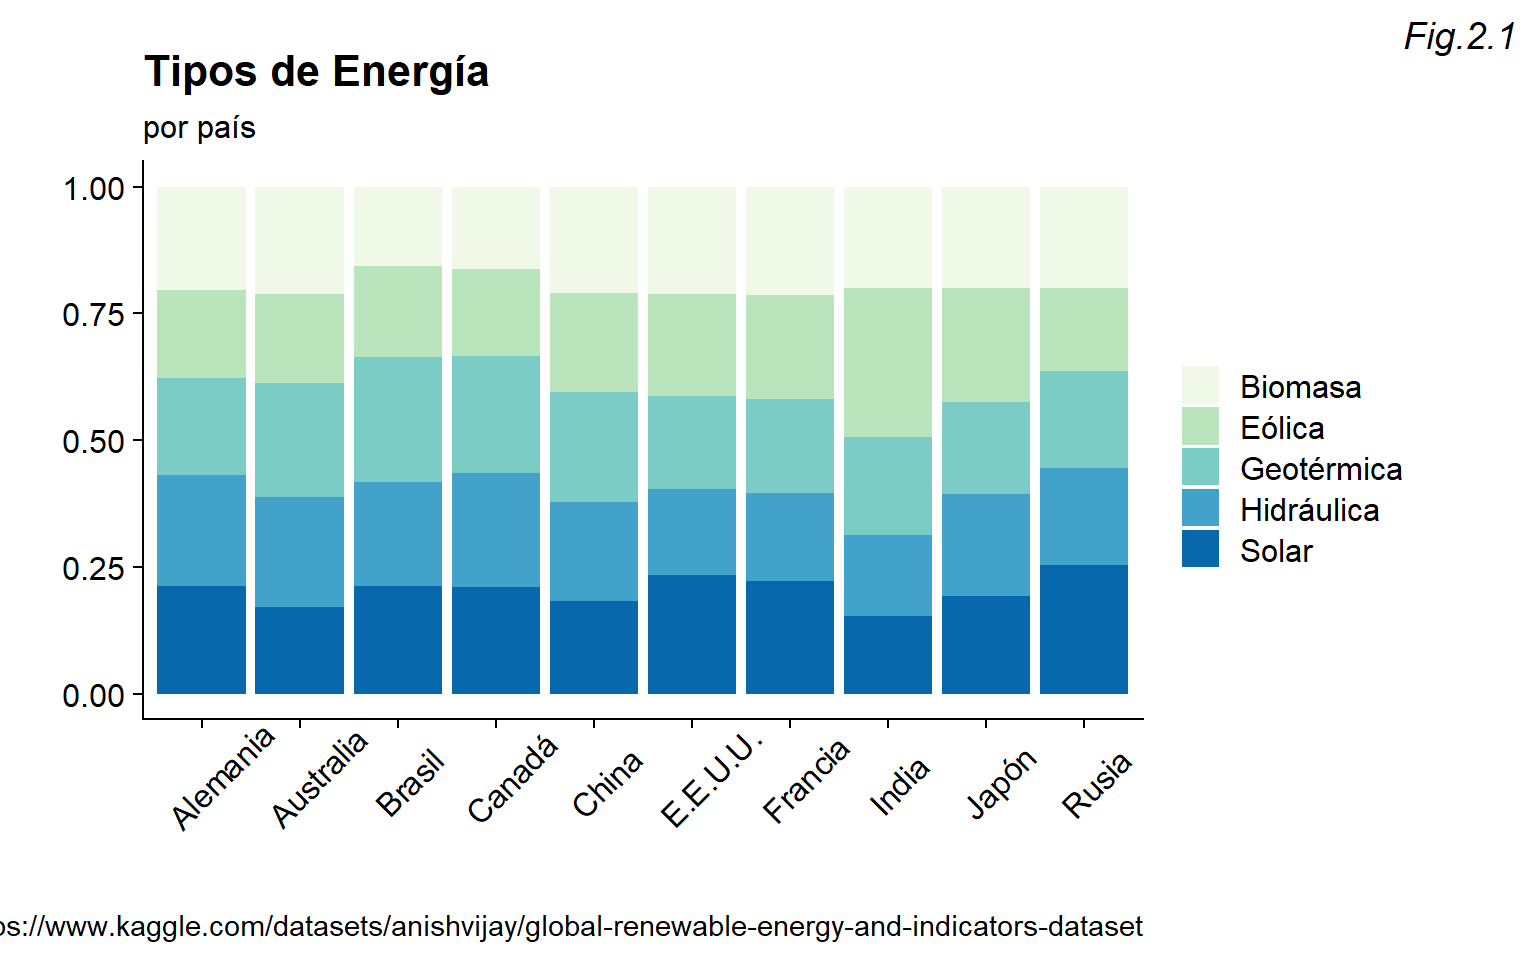 Fig.2.1
Tipos de Energía
por país
1.00
0.75
0.50
0.25
0.00
Biomasa
Eólica
Geotérmica
Hidráulica
Solar
Alemania
Australia
Brasil
Canadá
China
E.E.U.U.
Francia
India
Japón
Rusia
os://www.kaggle.com/datasets/anishvijay/global-renewable-energy-and-indicators-dataset